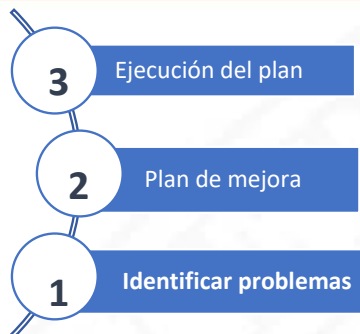 3 Ejecución del plan
2 Plan de mejora
1 Identificar problemas